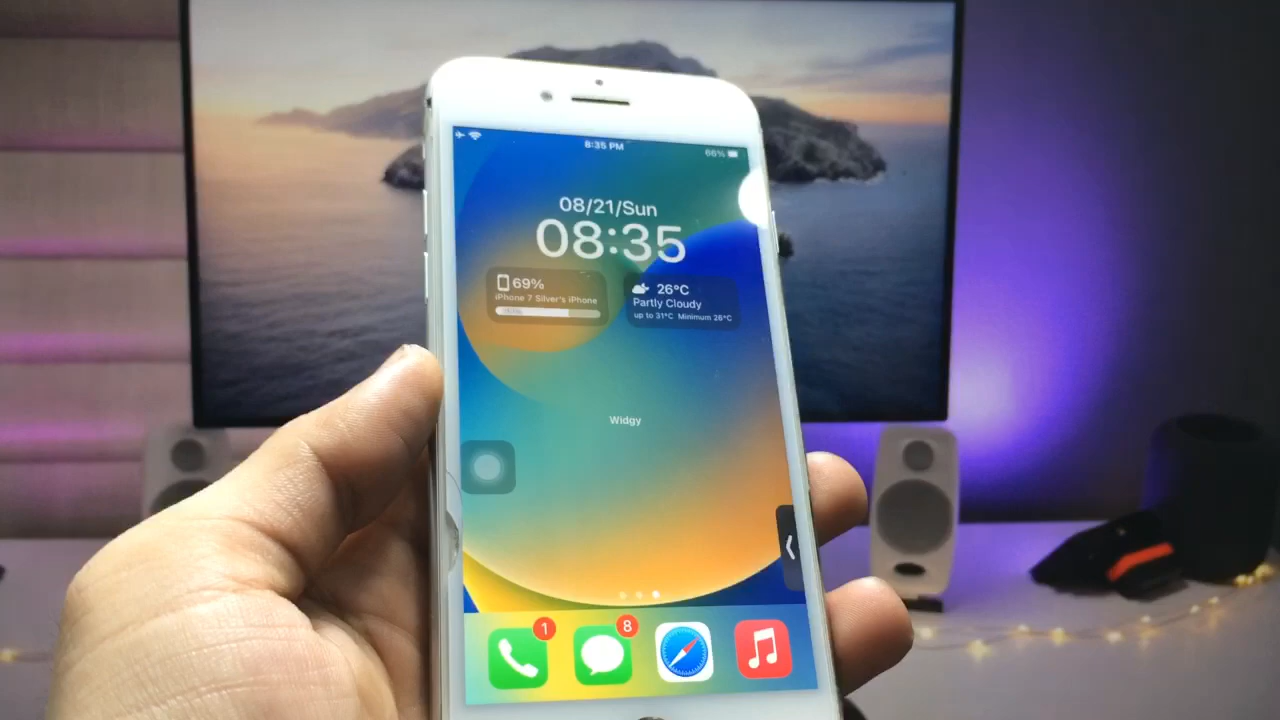 8:35 PM
66%
08/21/Sun
08:35
69%
iPhone 7 Silver's iPhone
26°C
Partly Cloudy
up to 31°C Minimum 26°C
Widgy
1
8